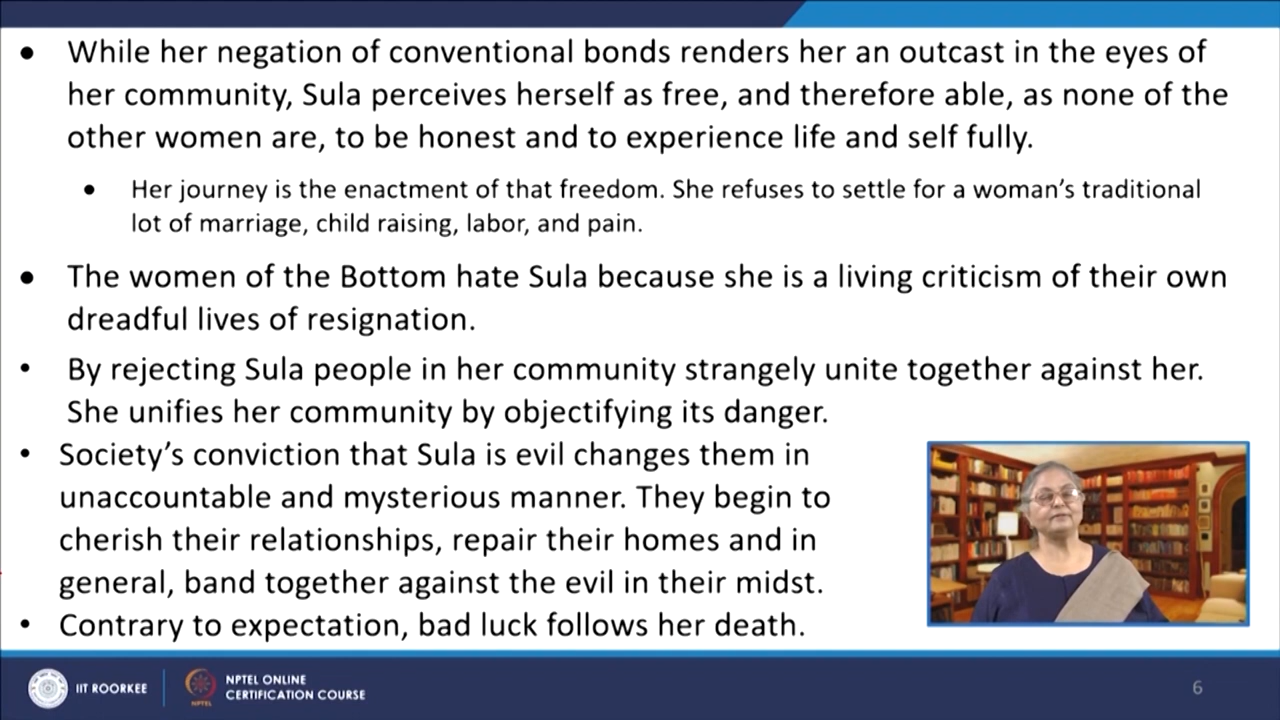 • While her negation of conventional bonds renders her an outcast in the eyes of
her community, Sula perceives herself as free, and therefore able, as none of the
other women are, to be honest and to experience life and self fully.
• Her journey is the enactment of that freedom. She refuses to settle for a woman’s traditional
lot of marriage, child raising, labor, and pain.
• The women of the Bottom hate Sula because she is a living criticism of their own
dreadful lives of resignation.
• By rejecting Sula people in her community strangely unite together against her.
She unifies her community by objectifying its danger.
• Society’s conviction that Sula is evil changes them in
unaccountable and mysterious manner. They begin to
cherish their relationships, repair their homes and in
general, band together against the evil in their midst.
• Contrary to expectation, bad luck follows her death.
IIT ROORKEE
NPTEL
NPTEL ONLINE
CERTIFICATION COURSE
6